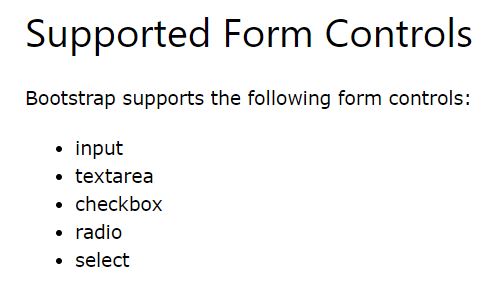 Supported Form Controls
Bootstrap supports the following form controls:
• input
• textarea
• checkbox
• radio
• select